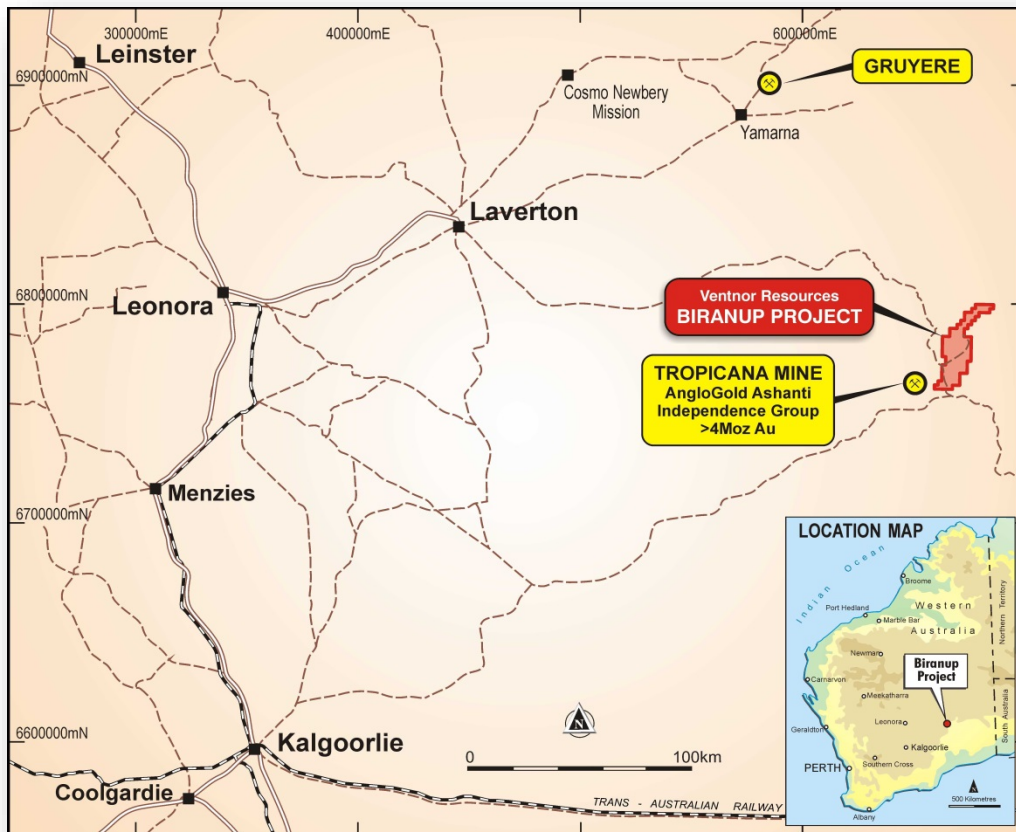 300000mE
400000mE
600000mE
Leinster
6900000mN
GRUYERE
Cosmo Newbery
Mission
Yamarna
Laverton
6800000mN
Leonora
Ventnor Resources
BIRANUP PROJECT
TROPICANA MINE
AngloGold Ashanti
Independence Group
>4Moz Au
Menzies
6700000mN
6600000mN
Kalgoorlie
Coolgardie
N
0
100km
TRANS - AUSTRALIAN RAILWAY
LOCATION MAP
Indian Ocean
Broome
Port Hedland
Marble Bar
Western
Australia
Northern Territory
Newman
Carnarvon
Biranup
Project
Meekatharra
South Australia
Geraldton
Leonora
Kalgoorlie
PERTH
Southern Cross
Albany
500 Kilometres